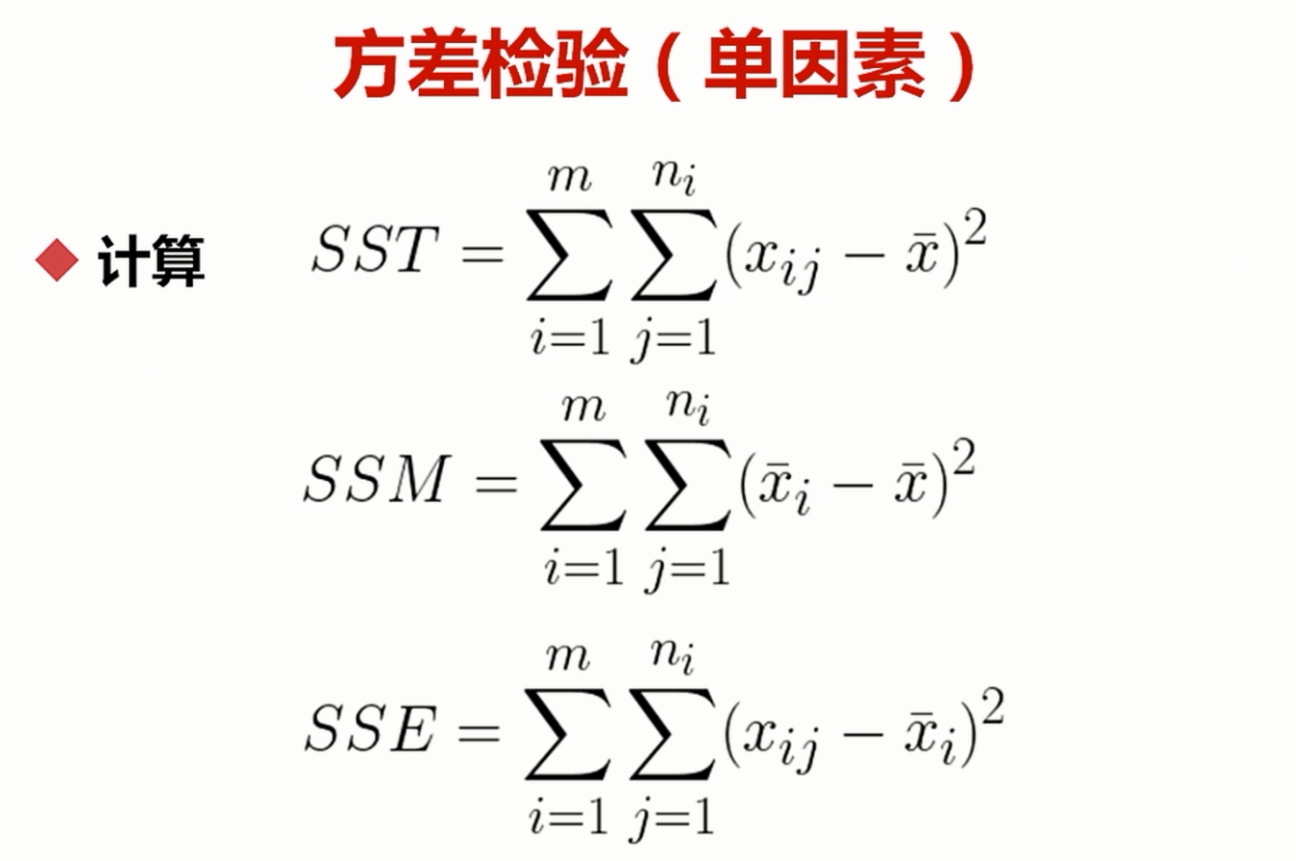 方差检验（单因素）
◆ 计算 $SST = \sum_{i=1}^{m} \sum_{j=1}^{n_i} (x_{ij} - \bar{x})^2$
$SSM = \sum_{i=1}^{m} \sum_{j=1}^{n_i} (\bar{x}_i - \bar{x})^2$
$SSE = \sum_{i=1}^{m} \sum_{j=1}^{n_i} (x_{ij} - \bar{x}_i)^2$